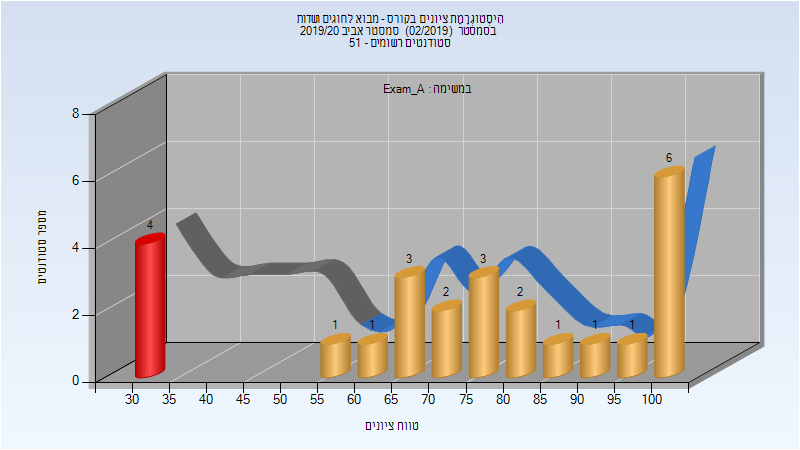 היסטוגרמת ציונים בקורס - מבוא לחוגים ושדות
בסמסטר (02/2019) סמסטר אביב 2019/20
סטודנטים רשומים - 51
במשימה : Exam_A
מספר סטודנטים
8
6
4
2
0
4
1
1
3
2
3
2
1
1
1
6
30 35 40 45 50 55 60 65 70 75 80 85 90 95 100
טווח ציונים